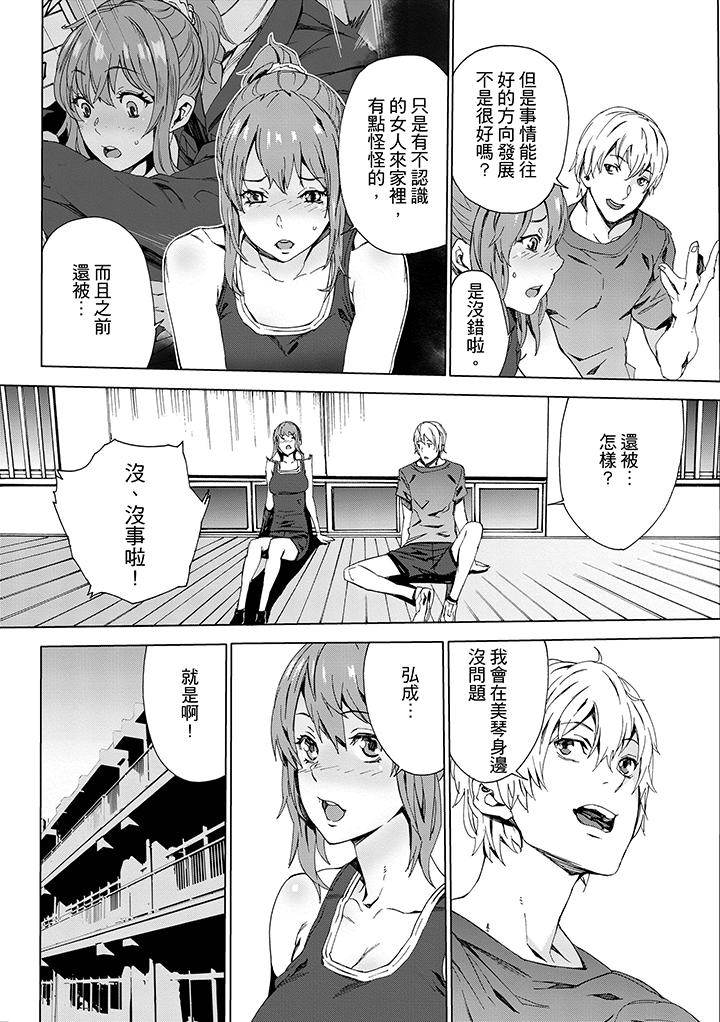 但是事情能往
好的方向發展
不是很好嗎？
是沒錯啦。
只是有不認識
的女人來家裡，
有點怪怪的，
而且之前
還被…
還被…
怎樣？
沒、沒事啦！
我會在美琴身邊
沒問題
弘成…
就是啊！